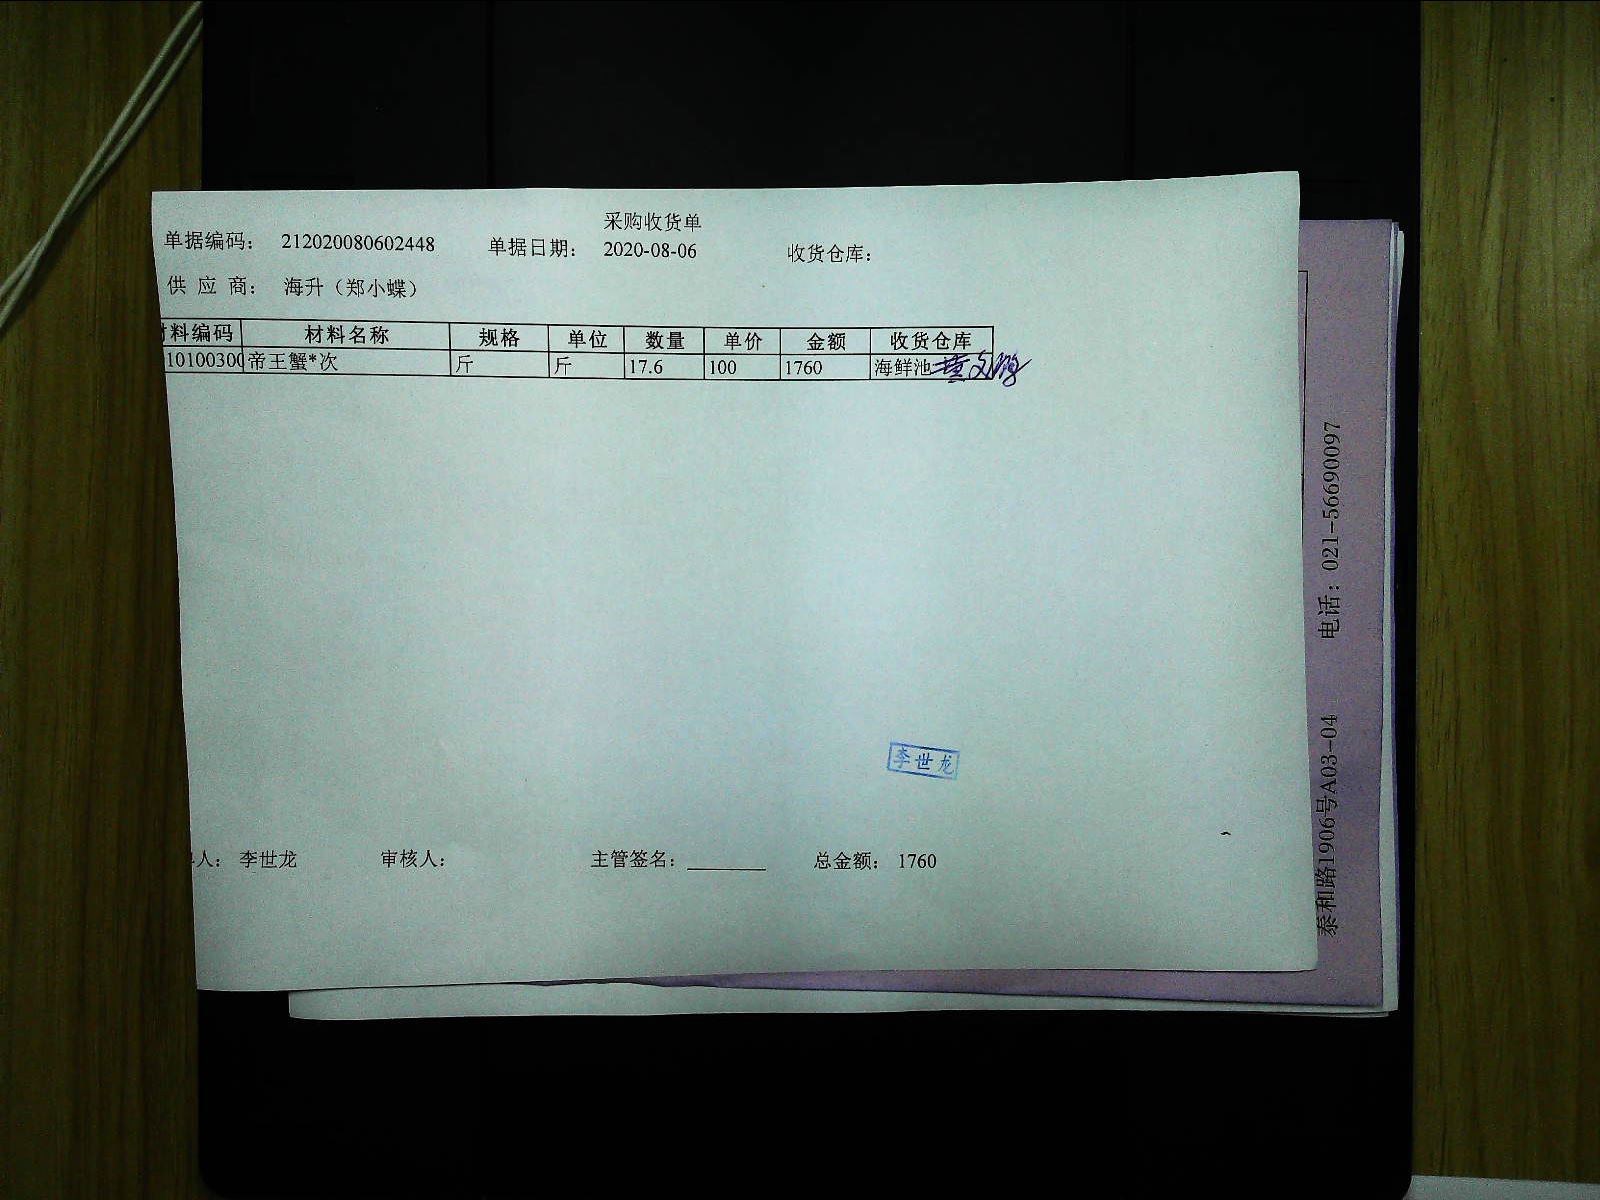 采购收货单
单据编码： 212020080602448 单据日期： 2020-08-06 收货仓库：
供 应 商： 海升（郑小蝶）
材料编码 材料名称 规格 单位 数量 单价 金额 收货仓库
10100300 帝王蟹*次 斤 斤 17.6 100 1760 海鲜池
李世龙
人： 李世龙 审核人： 主管签名： 总金额： 1760
泰和路1906号A03-04 电话：021-56690097